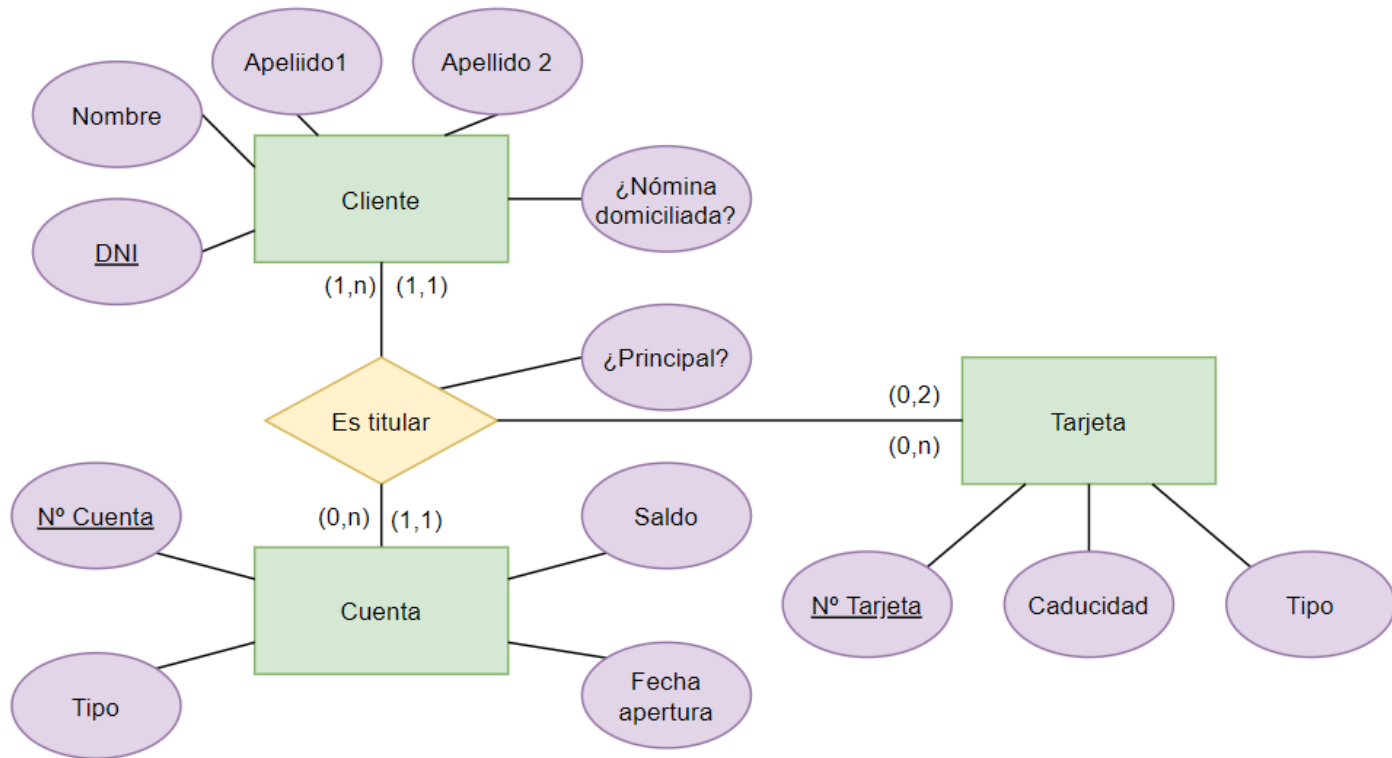 Apeliido1
Apellido 2
Nombre
Cliente
¿Nómina
domiciliada?
DNI
(1,n)
(1,1)
¿Principal?
Es titular
(0,2)
(0,n)
Tarjeta
Nº Cuenta
(0,n)
(1,1)
Saldo
Cuenta
Nº Tarjeta
Caducidad
Tipo
Tipo
Fecha
apertura